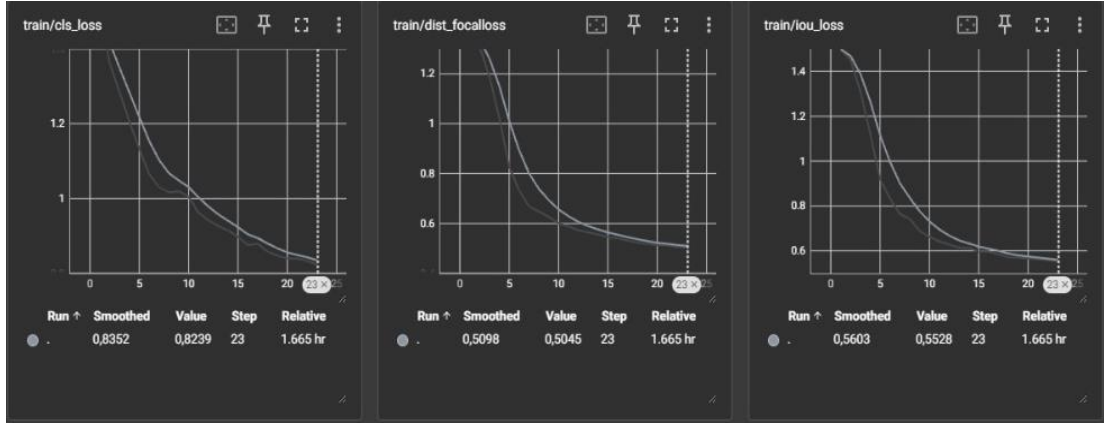 train/cls_loss
1.2
1
0 5 10 15 20 23 × 25
Run ↑ Smoothed Value Step Relative
. 0,8352 0,8239 23 1.665 hr
train/dist_focalloss
1.2
1
0.8
0.6
0 5 10 15 20 23 × 25
Run ↑ Smoothed Value Step Relative
. 0,5098 0,5045 23 1.665 hr
train/iou_loss
1.4
1.2
1
0.8
0.6
0 5 10 15 20 23 × 25
Run ↑ Smoothed Value Step Relative
. 0,5603 0,5528 23 1.665 hr